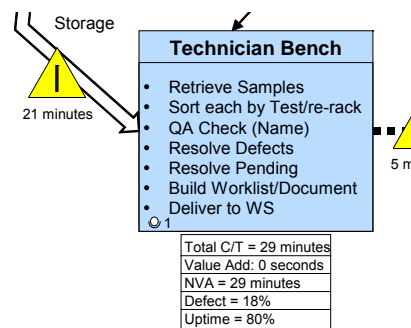 Storage
I
21 minutes
Technician Bench
• Retrieve Samples
• Sort each by Test/re-rack
• QA Check (Name)
• Resolve Defects
• Resolve Pending
• Build Worklist/Document
• Deliver to WS
1
5 m
Total C/T = 29 minutes
Value Add: 0 seconds
NVA = 29 minutes
Defect = 18%
Uptime = 80%